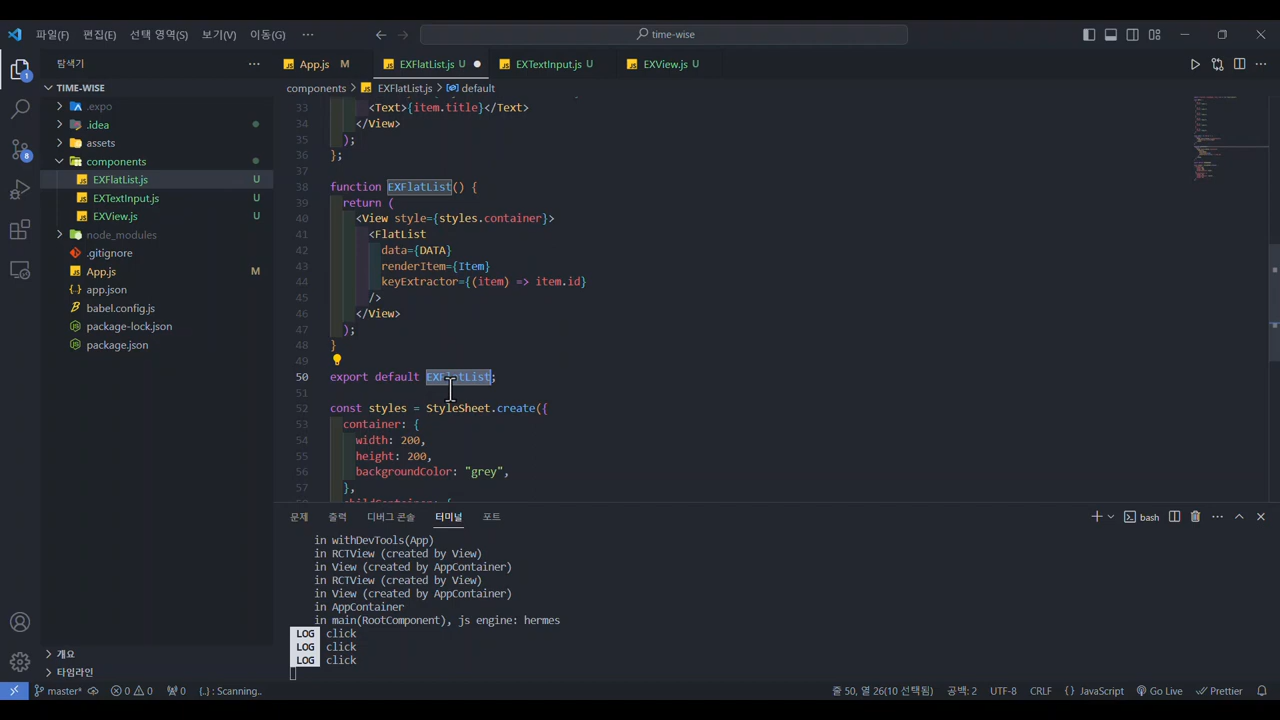 파일(F) 편집(E) 선택 영역(S) 보기(V) 이동(G) ··· time-wise
탐색기 ···
App.js M EXFlatList.js U EXTextInput.js U EXView.js U
TIME-WISE
components > EXFlatList.js > default
.expo
.idea
assets
components
EXFlatList.js U
EXTextInput.js U
EXView.js U
node_modules
.gitignore
App.js M
app.json
babel.config.js
package-lock.json
package.json
1
8
33 <Text>{item.title}</Text>
34 </View>
35 );
36 };
37
38 function EXFlatList() {
39 return (
40 <View style={styles.container}>
41 <FlatList
42 data={DATA}
43 renderItem={Item}
44 keyExtractor={(item) => item.id}
45 />
46 </View>
47 );
48 }
49
50 export default EXFlatList;
51
52 const styles = StyleSheet.create({
53 container: {
54 width: 200,
55 height: 200,
56 backgroundColor: "grey",
57 },
문제 출력 디버그 콘솔 터미널 포트 bash
in withDevTools(App)
in RCTView (created by View)
in View (created by AppContainer)
in RCTView (created by View)
in View (created by AppContainer)
in AppContainer
in main(RootComponent), js engine: hermes
LOG click
LOG click
LOG click
개요
타임라인
master* 0 0 0 {..} : Scanning.. 줄 50, 열 26(10 선택됨) 공백: 2 UTF-8 CRLF { } JavaScript Go Live Prettier